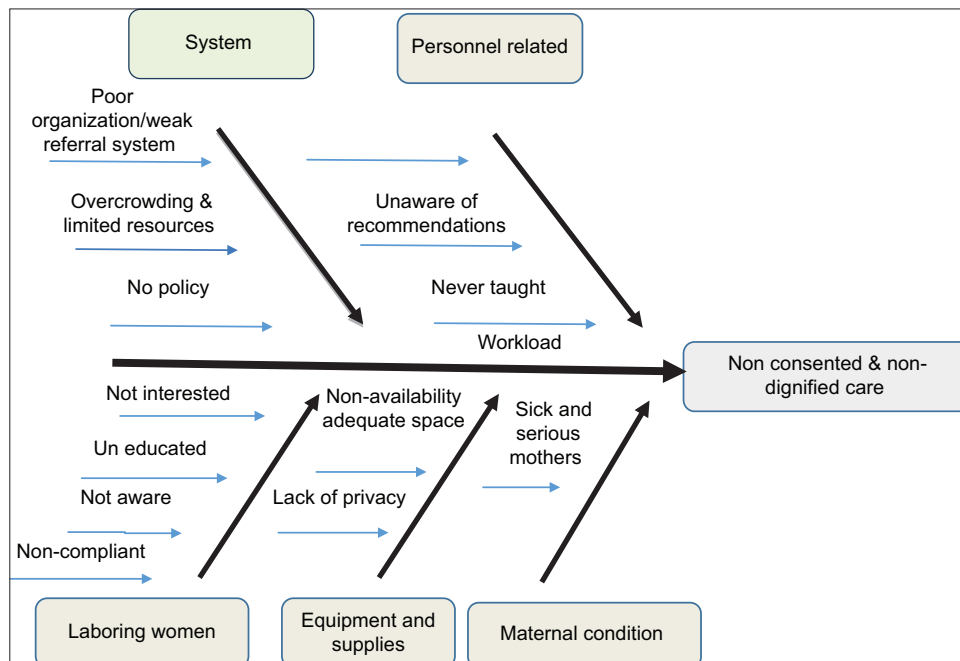 System
Personnel related
Poor
organization/weak
referral system
Overcrowding &
limited resources
Unaware of
recommendations
No policy
Never taught
Workload
Non consented & non-
dignified care
Not interested
Non-availability
adequate space
Sick and
serious
mothers
Un educated
Not aware
Lack of privacy
Non-compliant
Laboring women
Equipment and
supplies
Maternal condition